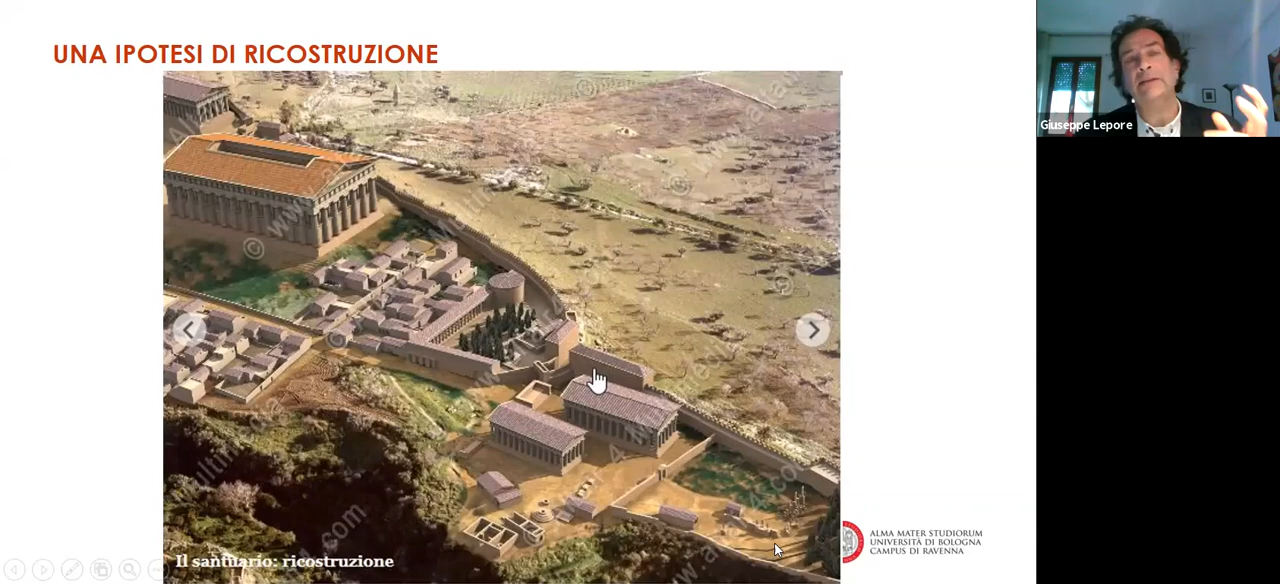 UNA IPOTESI DI RICOSTRUZIONE
Giuseppe Lepore
Il santuario: ricostruzione
ALMA MATER STUDIORUM
UNIVERSITÀ DI BOLOGNA
CAMPUS DI RAVENNA